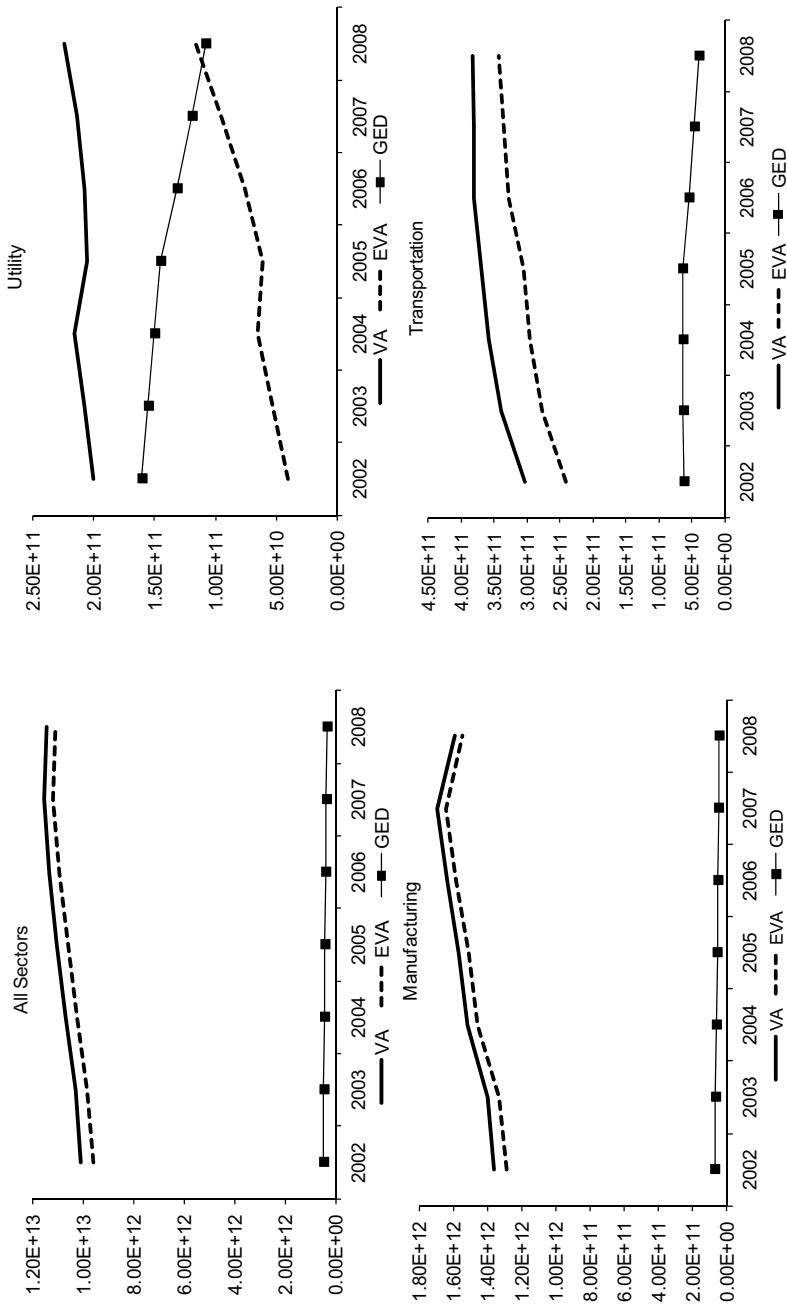 All Sectors
1.20E+13
1.00E+13
8.00E+12
6.00E+12
4.00E+12
2.00E+12
0.00E+00
2002 2003 2004 2005 2006 2007 2008
VA EVA GED
Utility
2.50E+11
2.00E+11
1.50E+11
1.00E+11
5.00E+10
0.00E+00
2002 2003 2004 2005 2006 2007 2008
VA EVA GED
Manufacturing
1.80E+12
1.60E+12
1.40E+12
1.20E+12
1.00E+12
8.00E+11
6.00E+11
4.00E+11
2.00E+11
0.00E+00
2002 2003 2004 2005 2006 2007 2008
VA EVA GED
Transportation
4.50E+11
4.00E+11
3.50E+11
3.00E+11
2.50E+11
2.00E+11
1.50E+11
1.00E+11
5.00E+10
0.00E+00
2002 2003 2004 2005 2006 2007 2008
VA EVA GED